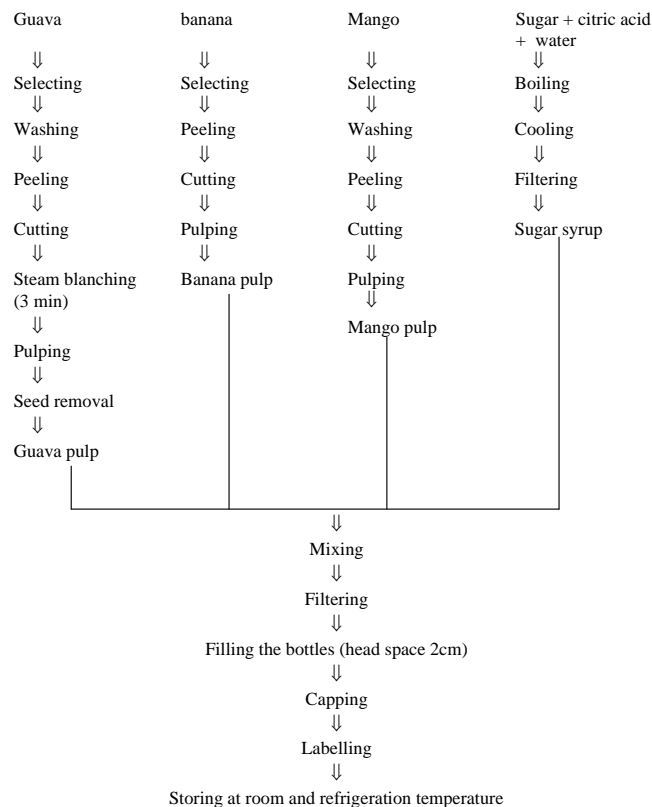 Guava
⇓
Selecting
⇓
Washing
⇓
Peeling
⇓
Cutting
⇓
Steam blanching
(3 min)
⇓
Pulping
⇓
Seed removal
⇓
Guava pulp
banana
⇓
Selecting
⇓
Peeling
⇓
Cutting
⇓
Pulping
⇓
Banana pulp
Mango
⇓
Selecting
⇓
Washing
⇓
Peeling
⇓
Cutting
⇓
Pulping
⇓
Mango pulp
Sugar + citric acid
+ water
⇓
Boiling
⇓
Cooling
⇓
Filtering
⇓
Sugar syrup
⇓
Mixing
⇓
Filtering
⇓
Filling the bottles (head space 2cm)
⇓
Capping
⇓
Labelling
⇓
Storing at room and refrigeration temperature